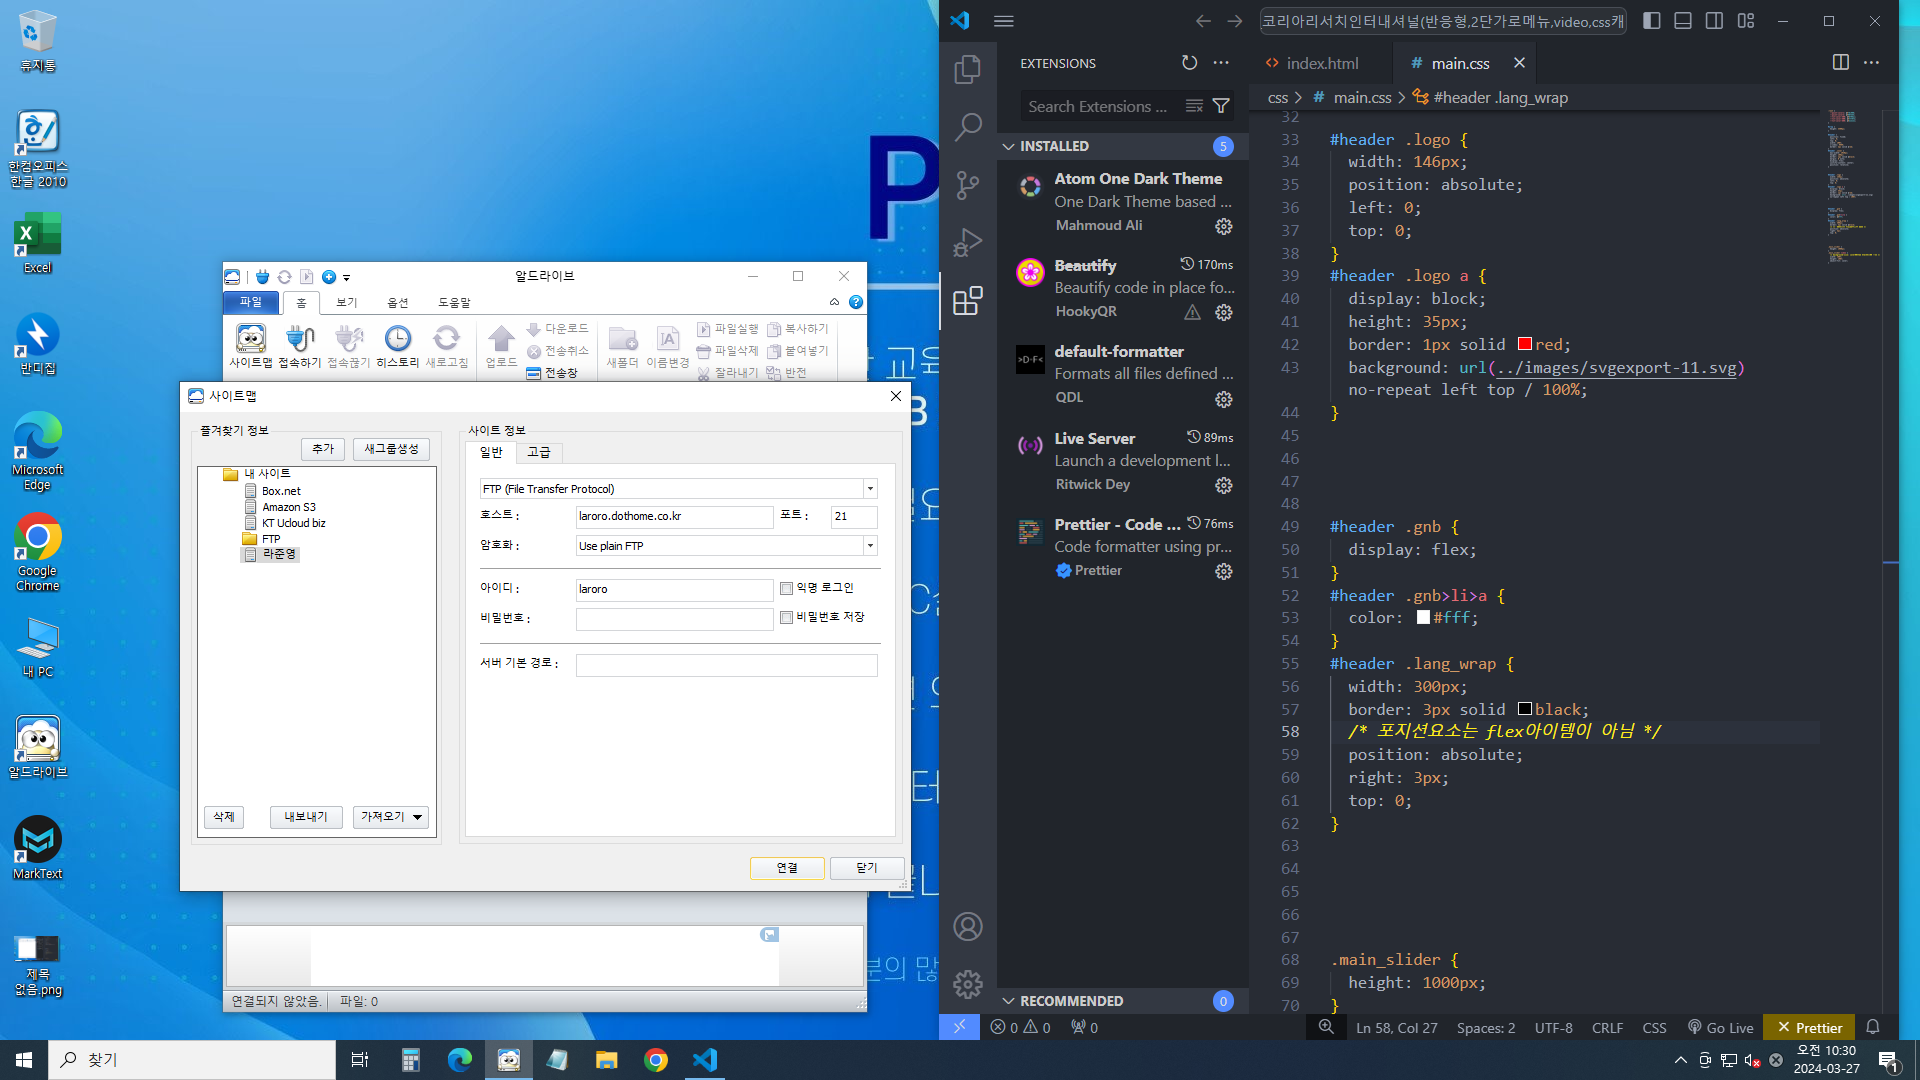 휴지통
한컴오피스
한글 2010
Excel
반디집
Microsoft
Edge
Google
Chrome
내 PC
알드라이브
MarkText
제목
없음.png
P
알드라이브
파일
홈
보기
옵션
도움말
사이트맵
접속하기
접속끊기
히스토리
새로고침
업로드
다운로드
전송취소
전송창
새폴더
이름변경
파일실행
파일삭제
잘라내기
복사하기
붙여넣기
반전
사이트맵
즐겨찾기 정보
추가
새그룹생성
내 사이트
Box.net
Amazon S3
KT Ucloud biz
FTP
라준영
삭제
내보내기
가져오기
사이트 정보
일반
고급
FTP (File Transfer Protocol)
호스트 :
laroro.dothome.co.kr
포트 :
21
암호화 :
Use plain FTP
아이디 :
laroro
익명 로그인
비밀번호 :
비밀번호 저장
서버 기본 경로 :
연결
닫기
연결되지 않았음.
파일: 0
코리아리서치인터내셔널(반응형,2단가로메뉴,video,css캐
EXTENSIONS
Search Extensions ...
INSTALLED
5
Atom One Dark Theme
One Dark Theme based ...
Mahmoud Ali
Beautify
170ms
Beautify code in place fo...
HookyQR
>D·F<
default-formatter
Formats all files defined ...
QDL
Live Server
89ms
Launch a development l...
Ritwick Dey
Prettier - Code ...
76ms
Code formatter using pr...
Prettier
RECOMMENDED
0
index.html
# main.css
css > # main.css > #header .lang_wrap
32
33 #header .logo {
34 width: 146px;
35 position: absolute;
36 left: 0;
37 top: 0;
38 }
39 #header .logo a {
40 display: block;
41 height: 35px;
42 border: 1px solid red;
43 background: url(../images/svgexport-11.svg)
no-repeat left top / 100%;
44 }
45
46
47
48
49 #header .gnb {
50 display: flex;
51 }
52 #header .gnb>li>a {
53 color: #fff;
54 }
55 #header .lang_wrap {
56 width: 300px;
57 border: 3px solid black;
58 /* 포지션요소는 flex아이템이 아님 */
59 position: absolute;
60 right: 3px;
61 top: 0;
62 }
63
64
65
66
67
68 .main_slider {
69 height: 1000px;
70 }
0 0
0
Ln 58, Col 27
Spaces: 2
UTF-8
CRLF
CSS
Go Live
Prettier
찾기
오전 10:30
2024-03-27
1